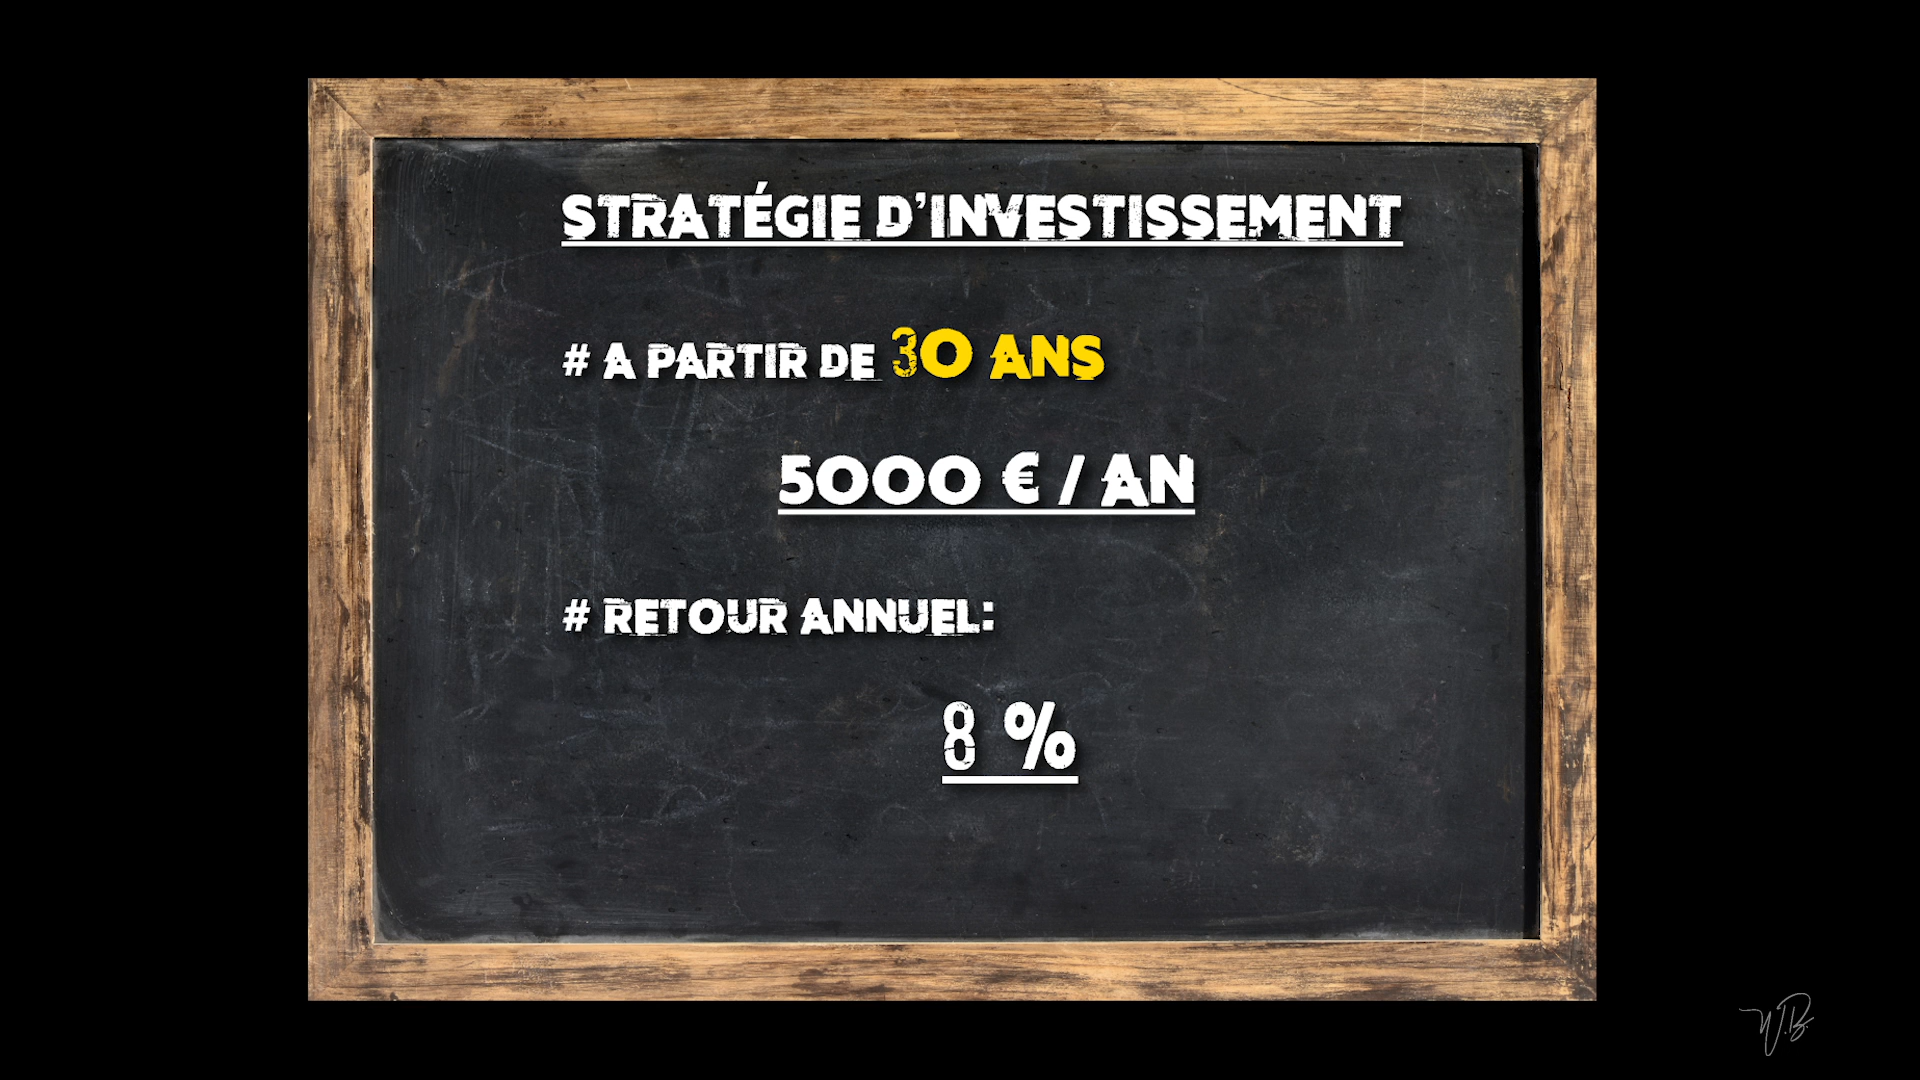 STRATÉGIE D'INVESTISSEMENT
# A PARTIR DE 30 ANS
5000 € / AN
# RETOUR ANNUEL:
8 %
W.B.